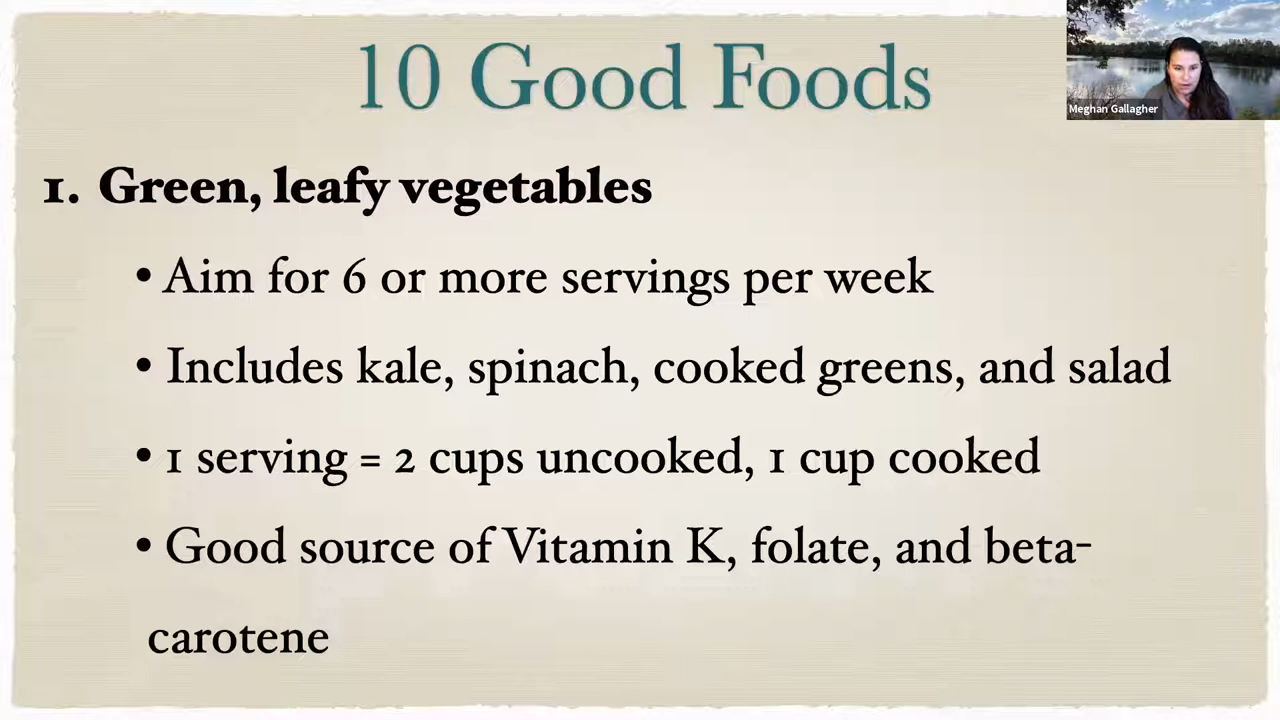 10 Good Foods
Meghan Gallagher
1. Green, leafy vegetables
• Aim for 6 or more servings per week
• Includes kale, spinach, cooked greens, and salad
• 1 serving = 2 cups uncooked, 1 cup cooked
• Good source of Vitamin K, folate, and beta-
carotene